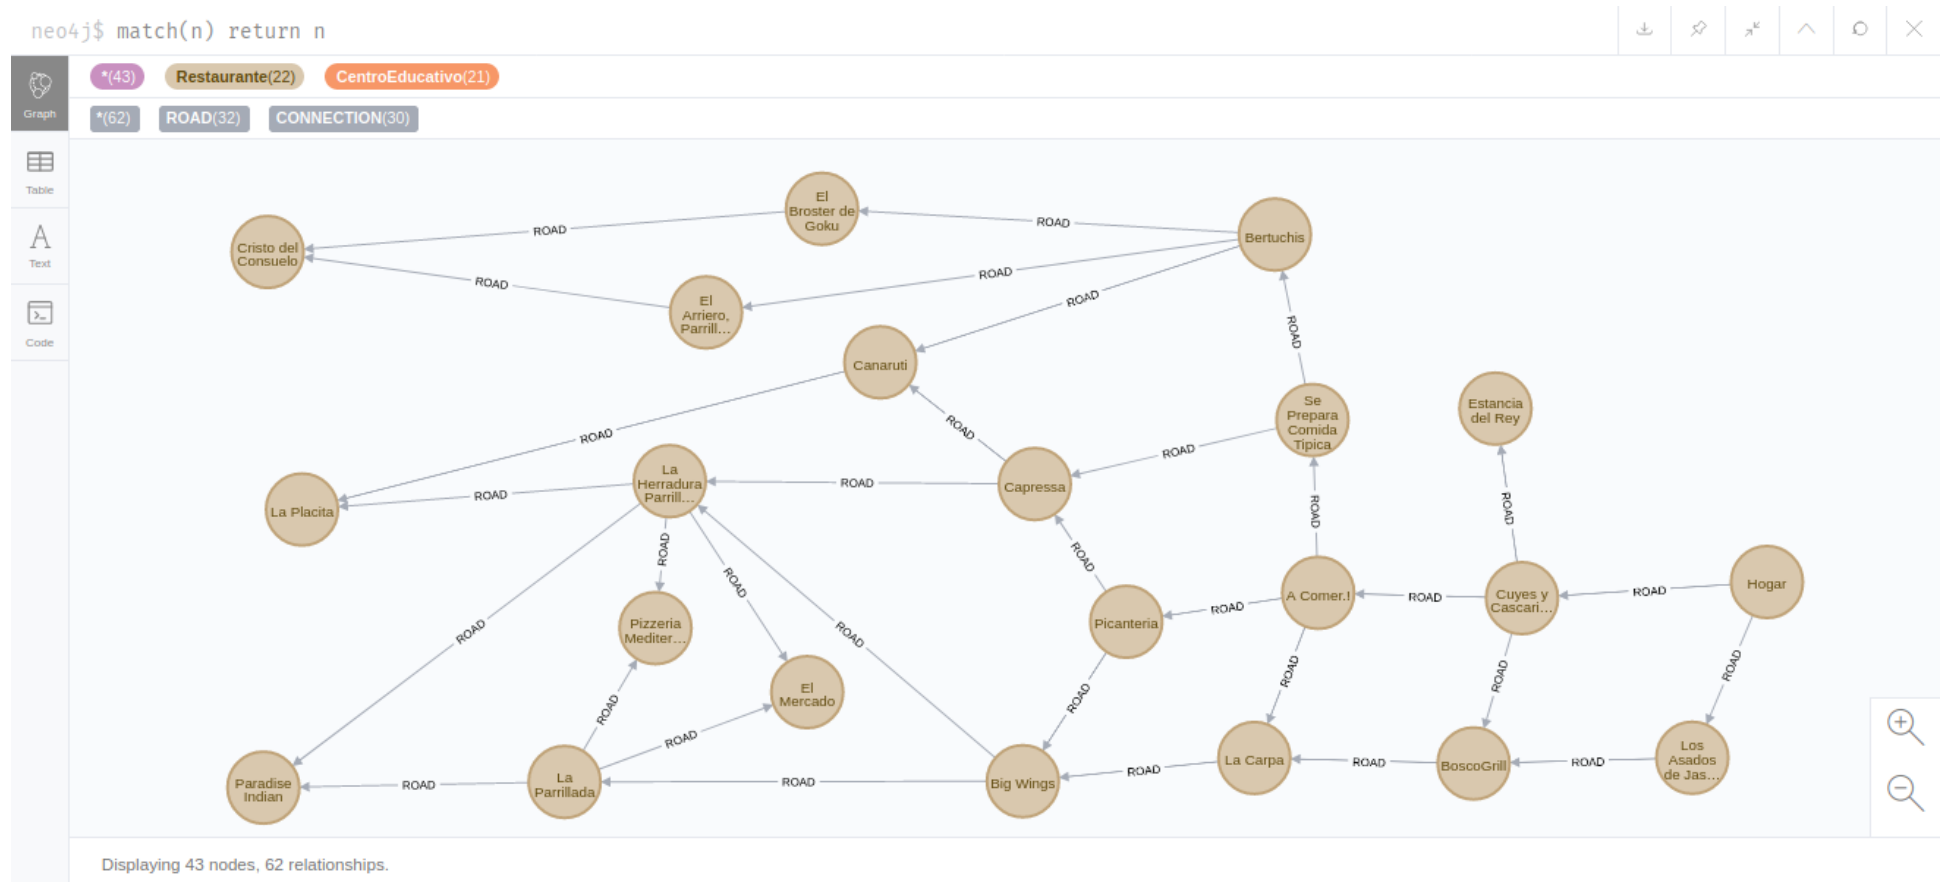 neo4j$ match(n) return n
*(43) Restaurante(22) CentroEducativo(21)
*(62) ROAD(32) CONNECTION(30)
Graph
Table
Text
Code
El
Broster de
Goku
Bertuchis
Cristo del
Consuelo
ROAD
ROAD
ROAD
ROAD
ROAD
El
Arriero,
Parrill...
Canaruti
ROAD
Se
Prepara
Comida
Tipica
Estancia
del Rey
ROAD
ROAD
ROAD
La
Herradura
Parrill...
Capressa
La Placita
ROAD
ROAD
ROAD
ROAD
ROAD
ROAD
ROAD
Hogar
A Comer.!
Cuyes y
Cascari...
ROAD
ROAD
ROAD
Picanteria
Pizzeria
Mediter...
ROAD
ROAD
ROAD
ROAD
ROAD
El
Mercado
ROAD
ROAD
ROAD
Paradise
Indian
La
Parrillada
Big Wings
La Carpa
BoscoGrill
Los
Asados
de Jas...
ROAD
ROAD
ROAD
ROAD
ROAD
Displaying 43 nodes, 62 relationships.